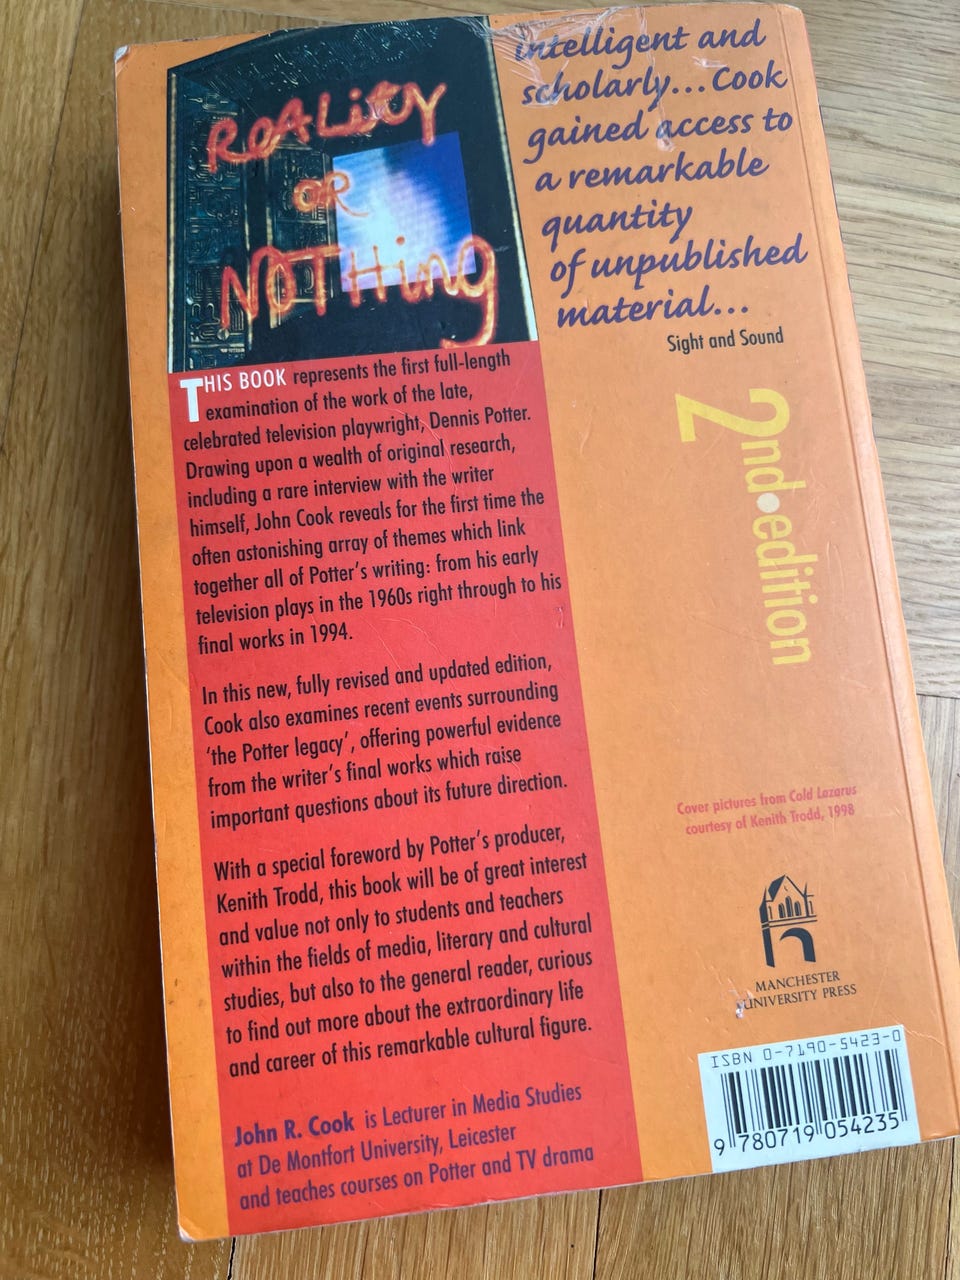 REALity
OR
NOTHing
intelligent and
scholarly...Cook
gained access to
a remarkable
quantity
of unpublished
material...
Sight and Sound
2nd•edition
THIS BOOK represents the first full-length
examination of the work of the late,
celebrated television playwright, Dennis Potter.
Drawing upon a wealth of original research,
including a rare interview with the writer
himself, John Cook reveals for the first time the
often astonishing array of themes which link
together all of Potter's writing: from his early
television plays in the 1960s right through to his
final works in 1994.
In this new, fully revised and updated edition,
Cook also examines recent events surrounding
'the Potter legacy', offering powerful evidence
from the writer's final works which raise
important questions about its future direction.
With a special foreword by Potter's producer,
Kenith Trodd, this book will be of great interest
and value not only to students and teachers
within the fields of media, literary and cultural
studies, but also to the general reader, curious
to find out more about the extraordinary life
and career of this remarkable cultural figure.
John R. Cook is Lecturer in Media Studies
at De Montfort University, Leicester
and teaches courses on Potter and TV drama
Cover pictures from Cold Lazarus
courtesy of Kenith Trodd, 1998
MANCHESTER
UNIVERSITY PRESS
ISBN 0-7190-5423-0
9 780719 054235